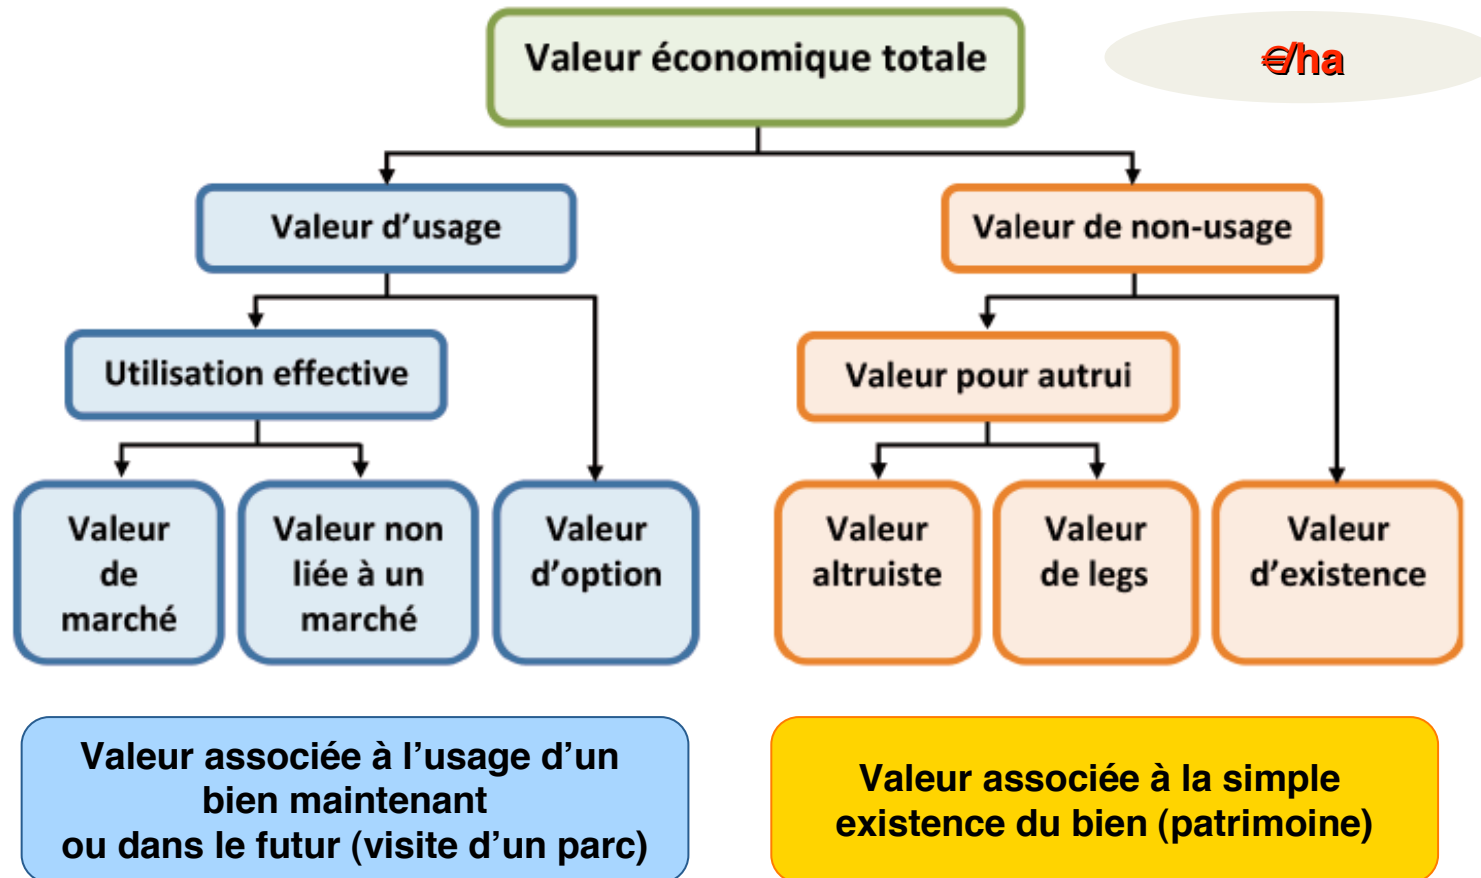 Valeur économique totale
€/ha
Valeur d’usage
Valeur de non-usage
Utilisation effective
Valeur pour autrui
Valeur
de
marché
Valeur non
liée à un
marché
Valeur
d’option
Valeur
altruiste
Valeur
de legs
Valeur
d’existence
Valeur associée à l’usage d’un
bien maintenant
ou dans le futur (visite d’un parc)
Valeur associée à la simple
existence du bien (patrimoine)